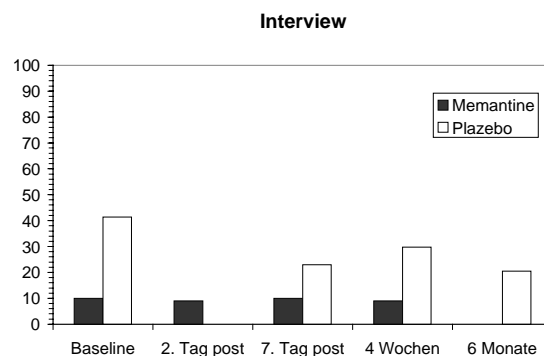 Interview
100
90
80
70
60
50
40
30
20
10
0
Memantine
Plazebo
Baseline 2. Tag post 7. Tag post 4 Wochen 6 Monate